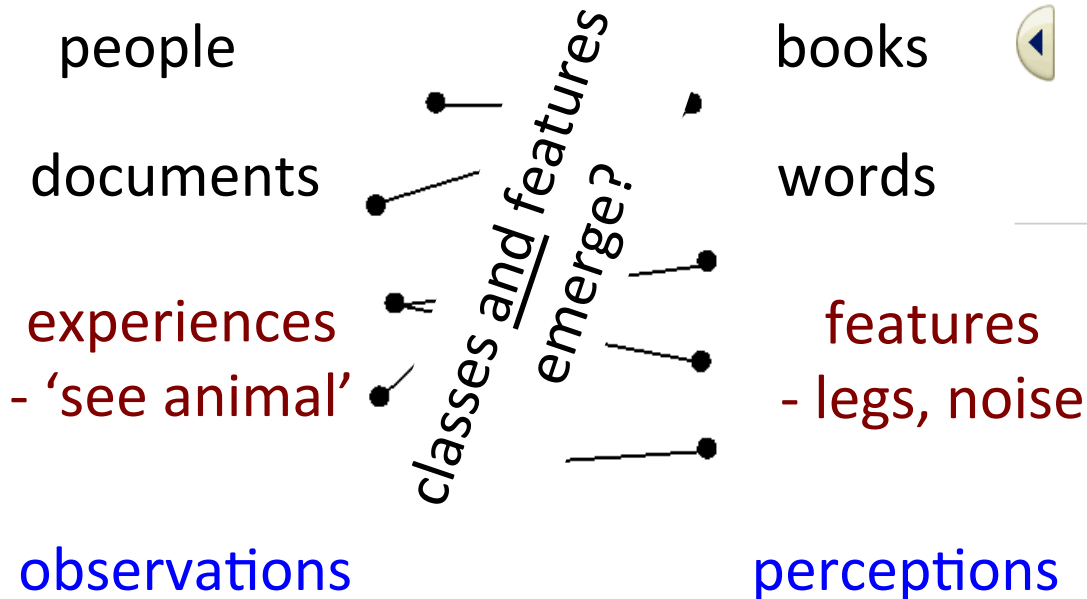 people
books
documents
words
classes and features
emerge?
experiences
- ‘see animal’
features
- legs, noise
observations
perceptions